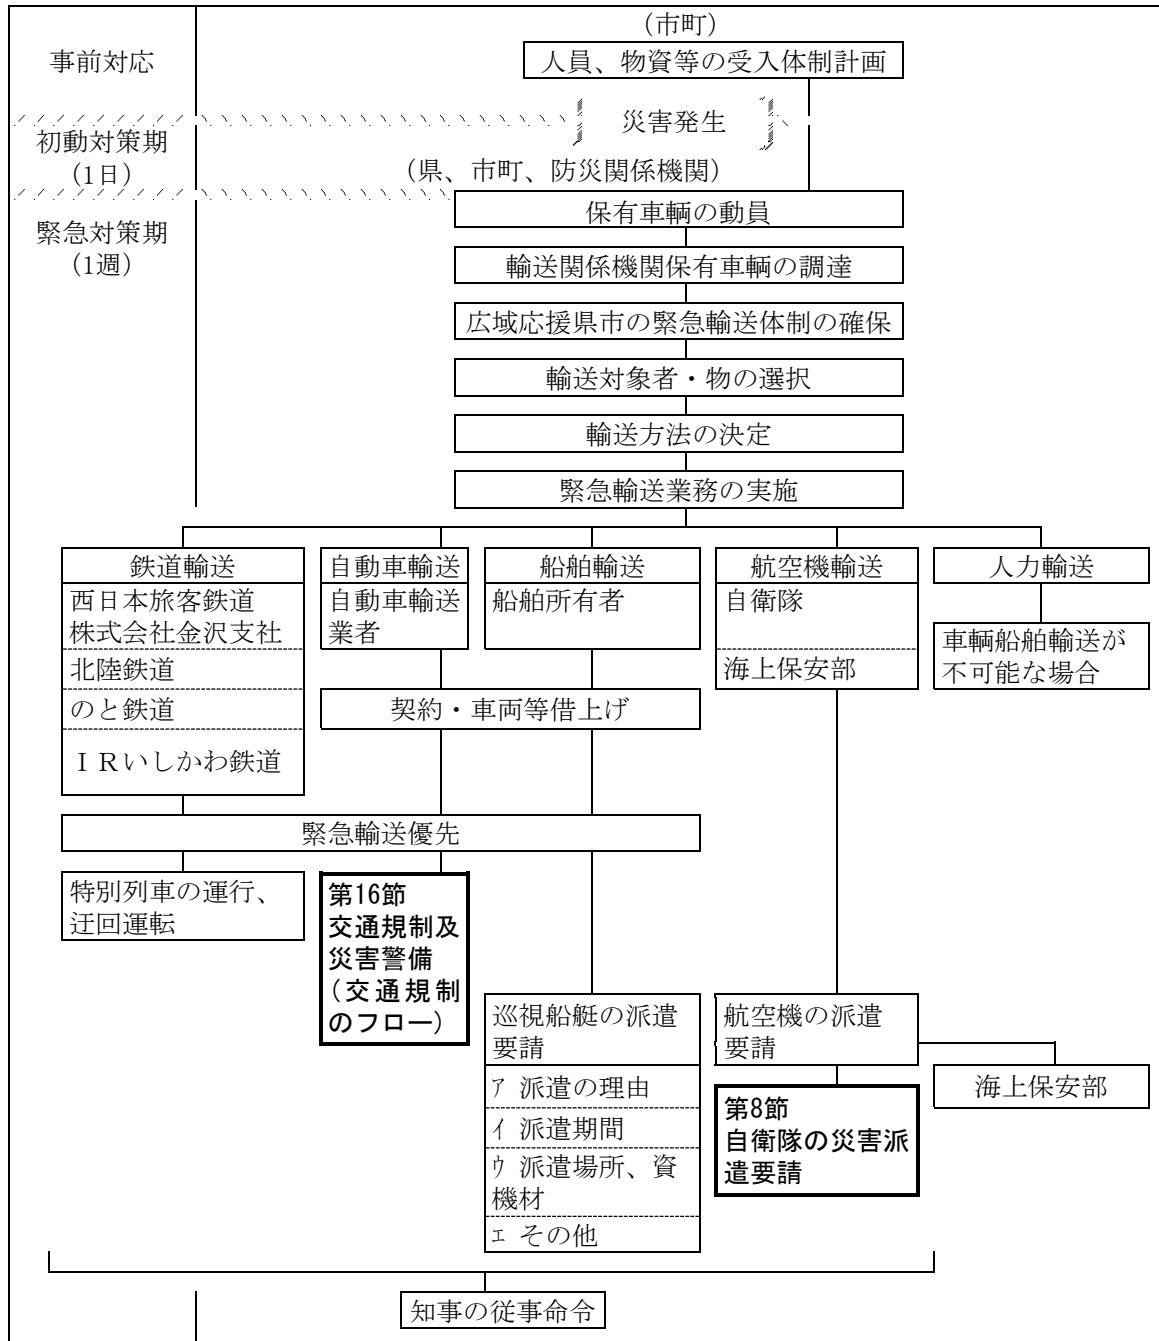 (市町)
事前対応
人員、物資等の受入体制計画
災害発生
初動対策期
(1日)
(県、市町、防災関係機関)
緊急対策期
(1週)
保有車輌の動員
輸送関係機関保有車輌の調達
広域応援県市の緊急輸送体制の確保
輸送対象者・物の選択
輸送方法の決定
緊急輸送業務の実施
鉄道輸送
西日本旅客鉄道
株式会社金沢支社
北陸鉄道
のと鉄道
ＩＲいしかわ鉄道
自動車輸送
自動車輸送
業者
船舶輸送
船舶所有者
航空機輸送
自衛隊
海上保安部
人力輸送
車輌船舶輸送が
不可能な場合
契約・車両等借上げ
緊急輸送優先
特別列車の運行、
迂回運転
第16節
交通規制及
災害警備
(交通規制
のフロー)
巡視船艇の派遣
要請
ｱ 派遣の理由
ｲ 派遣期間
ｳ 派遣場所、資
機材
ｴ その他
航空機の派遣
要請
海上保安部
第8節
自衛隊の災害派
遣要請
知事の従事命令